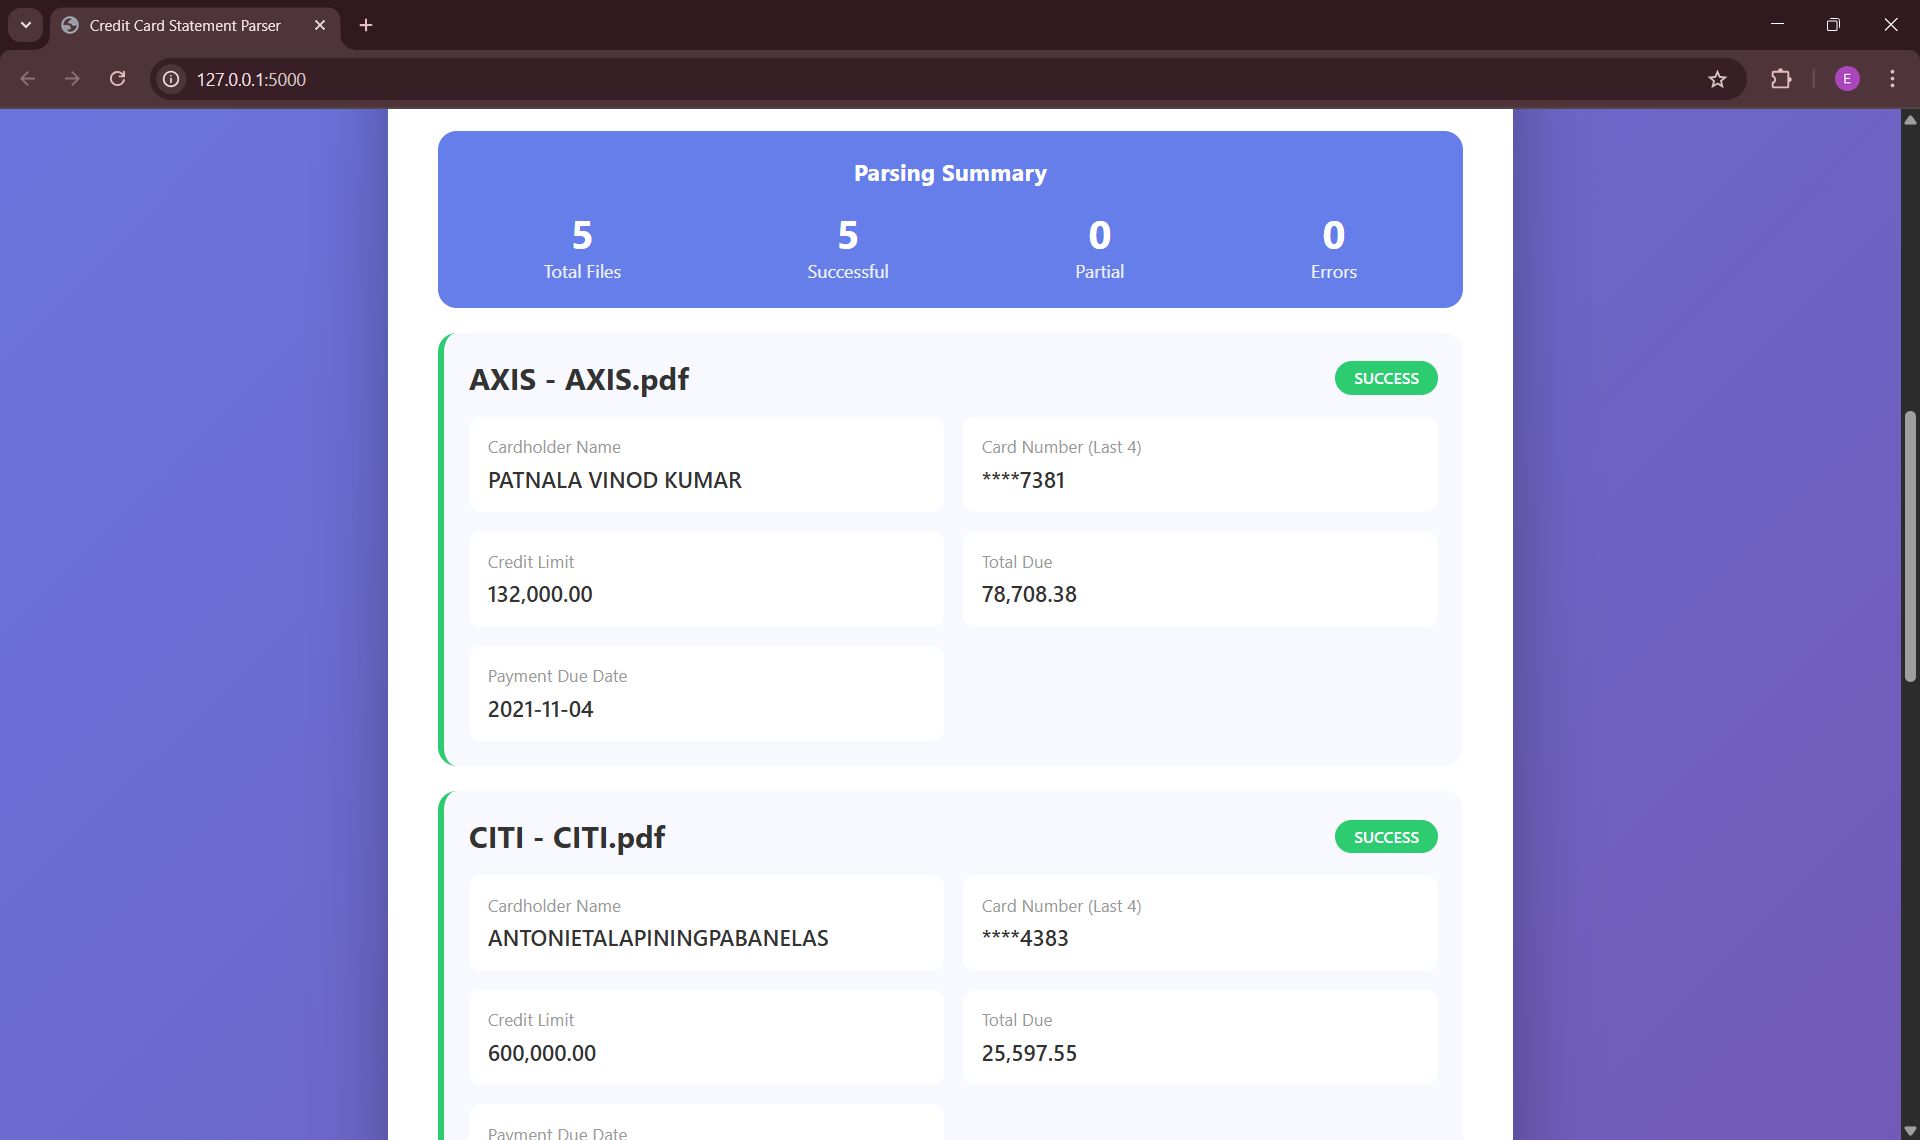 Credit Card Statement Parser
127.0.0.1:5000
E
Parsing Summary
5 5 0 0
Total Files Successful Partial Errors
AXIS - AXIS.pdf SUCCESS
Cardholder Name Card Number (Last 4)
PATNALA VINOD KUMAR ****7381
Credit Limit Total Due
132,000.00 78,708.38
Payment Due Date
2021-11-04
CITI - CITI.pdf SUCCESS
Cardholder Name Card Number (Last 4)
ANTONIETALAPININGPABANELAS ****4383
Credit Limit Total Due
600,000.00 25,597.55
Payment Due Date